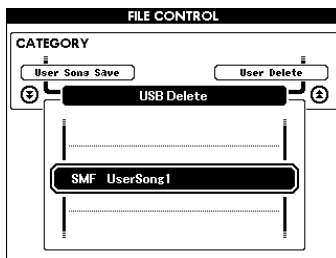 FILE CONTROL
CATEGORY
User Song Save
User Delete
USB Delete
SMF UserSong1